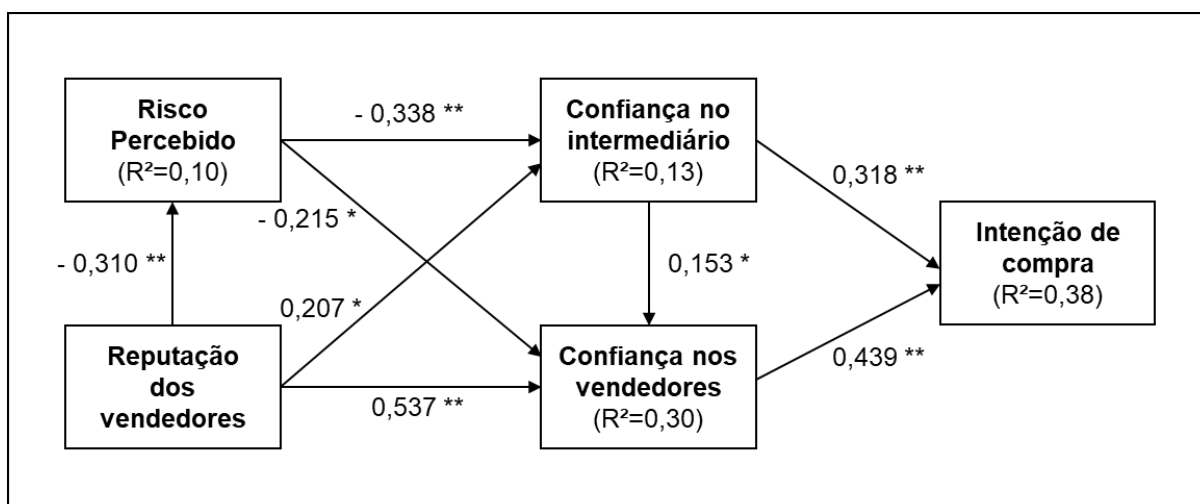 Risco
Percebido
(R²=0,10)
- 0,338 **
Confiança no
intermediário
(R²=0,13)
0,318 **
- 0,215 *
Intenção de
compra
(R²=0,38)
- 0,310 **
0,153 *
0,207 *
Reputação
dos
vendedores
0,537 **
Confiança nos
vendedores
(R²=0,30)
0,439 **